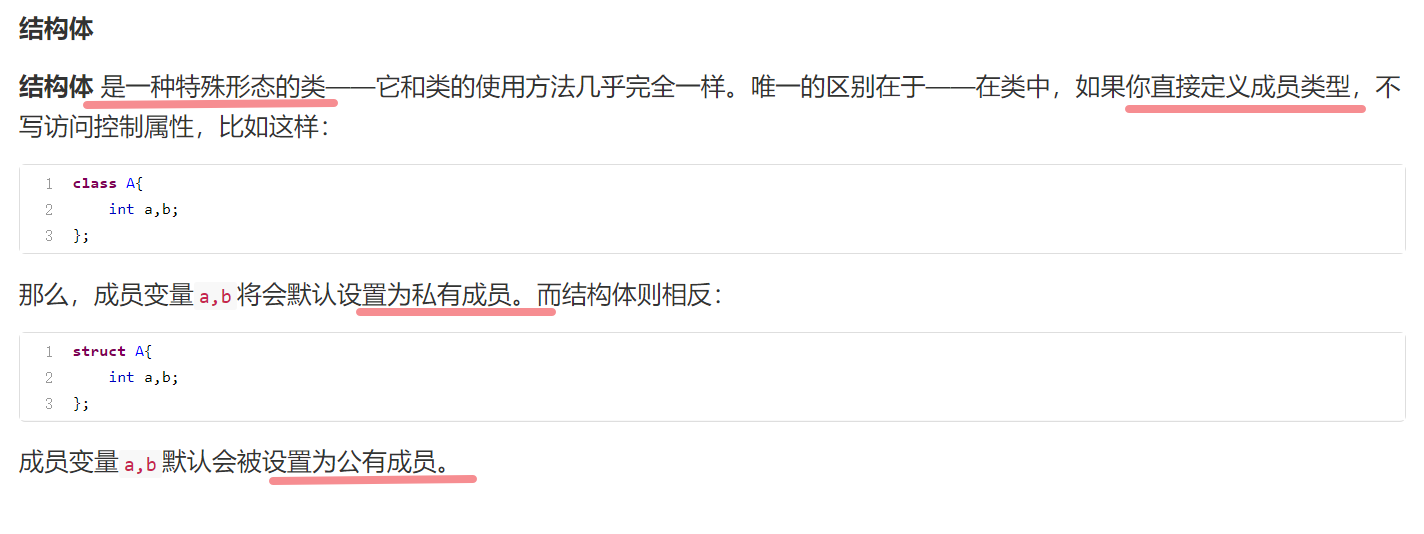 结构体
结构体 是一种特殊形态的类——它和类的使用方法几乎完全一样。唯一的区别在于——在类中，如果你直接定义成员类型，不
写访问控制属性，比如这样：
1 class A{
2     int a,b;
3 };
那么，成员变量 a,b 将会默认设置为私有成员。而结构体则相反：
1 struct A{
2     int a,b;
3 };
成员变量 a,b 默认会被设置为公有成员。